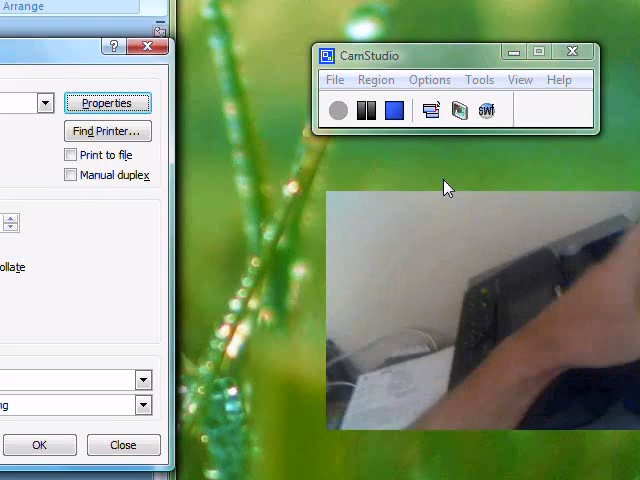 Arrange
?
Properties
Find Printer...
Print to file
Manual duplex
ollate
ng
OK
Close
CamStudio
File Region Options Tools View Help
SWF